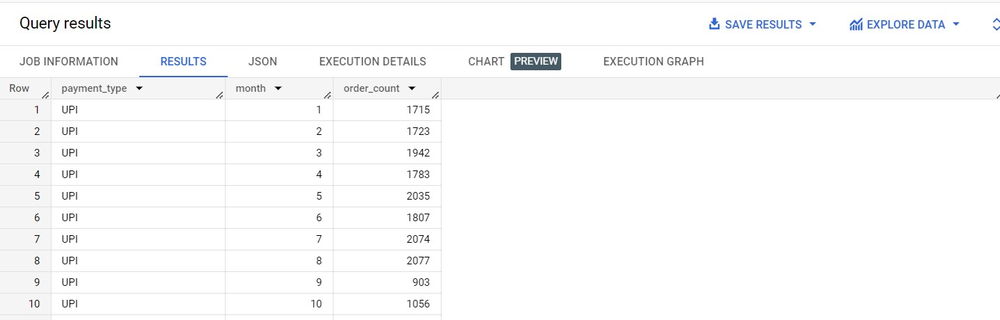 Query results
SAVE RESULTS
EXPLORE DATA
JOB INFORMATION RESULTS JSON EXECUTION DETAILS CHART PREVIEW EXECUTION GRAPH
Row payment_type month order_count
1 UPI 1 1715
2 UPI 2 1723
3 UPI 3 1942
4 UPI 4 1783
5 UPI 5 2035
6 UPI 6 1807
7 UPI 7 2074
8 UPI 8 2077
9 UPI 9 903
10 UPI 10 1056